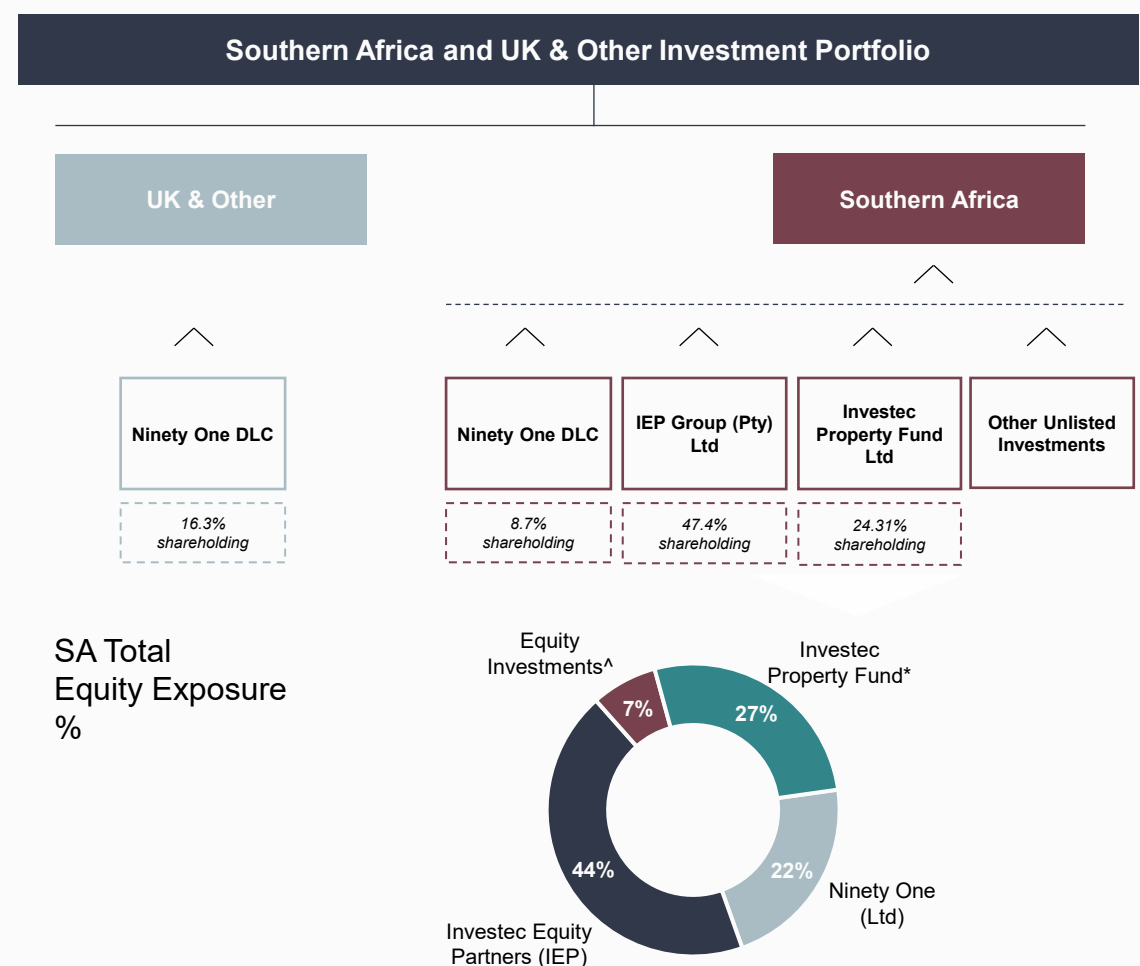 Southern Africa and UK & Other Investment Portfolio
UK & Other
Southern Africa
Ninety One DLC
Ninety One DLC
IEP Group (Pty)
Ltd
Investec
Property Fund
Ltd
Other Unlisted
Investments
16.3%
shareholding
8.7%
shareholding
47.4%
shareholding
24.31%
shareholding
SA Total
Equity Exposure
%
Equity
Investments^
Investec
Property Fund*
7%
27%
44%
22%
Ninety One
(Ltd)
Investec Equity
Partners (IEP)